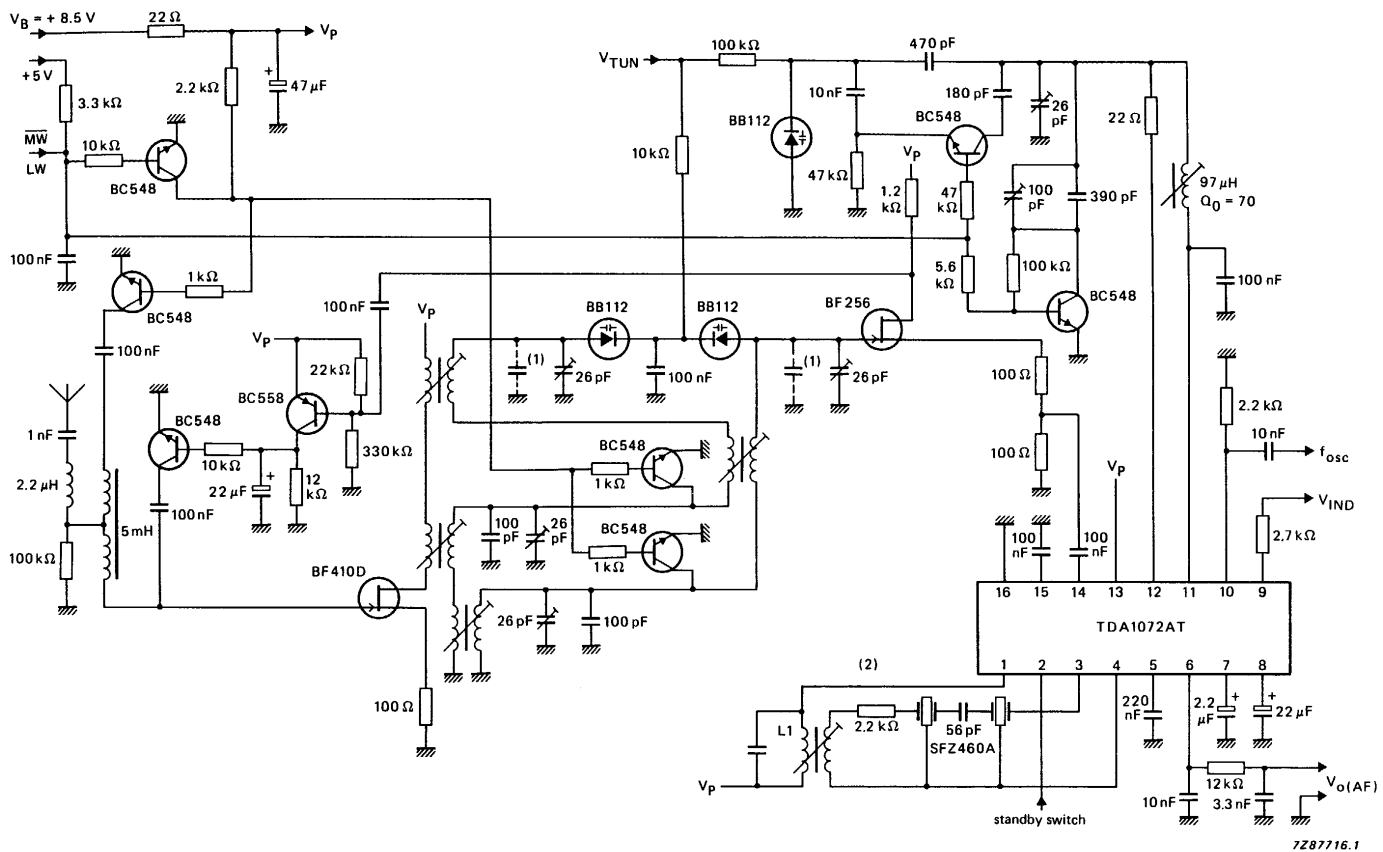 V_B = + 8.5 V
22 Ω
V_P
+5 V
3.3 kΩ
2.2 kΩ
+
47 µF
M̅W̅
LW
10 kΩ
BC548
100 nF
1 kΩ
BC548
100 nF
V_TUN
100 kΩ
470 pF
10 nF
180 pF
26 pF
BB112
BC548
22 Ω
10 kΩ
47 kΩ
V_P
1.2 kΩ
47 kΩ
100 pF
390 pF
97 µH
Q_0 = 70
5.6 kΩ
100 kΩ
100 nF
BC548
100 nF
V_P
BB112
BB112
BF256
V_P
22 kΩ
(1)
26 pF
100 nF
(1)
26 pF
100 Ω
2.2 kΩ
BC558
BC548
1 nF
10 kΩ
330 kΩ
BC548
1 kΩ
100 Ω
10 nF
f_osc
2.2 µH
22 µF
+
12 kΩ
V_P
V_IND
100 nF
5 mH
100 pF
26 pF
BC548
1 kΩ
100 nF
100 nF
2.7 kΩ
100 kΩ
BF410D
26 pF
100 pF
16 15 14 13 12 11 10 9
TDA1072AT
1 2 3 4 5 6 7 8
100 Ω
(2)
L1
2.2 kΩ
56 pF
SFZ460A
220 nF
2.2 µF
+
+
22 µF
V_P
12 kΩ
10 nF
3.3 nF
V_o(AF)
standby switch
7Z87716.1